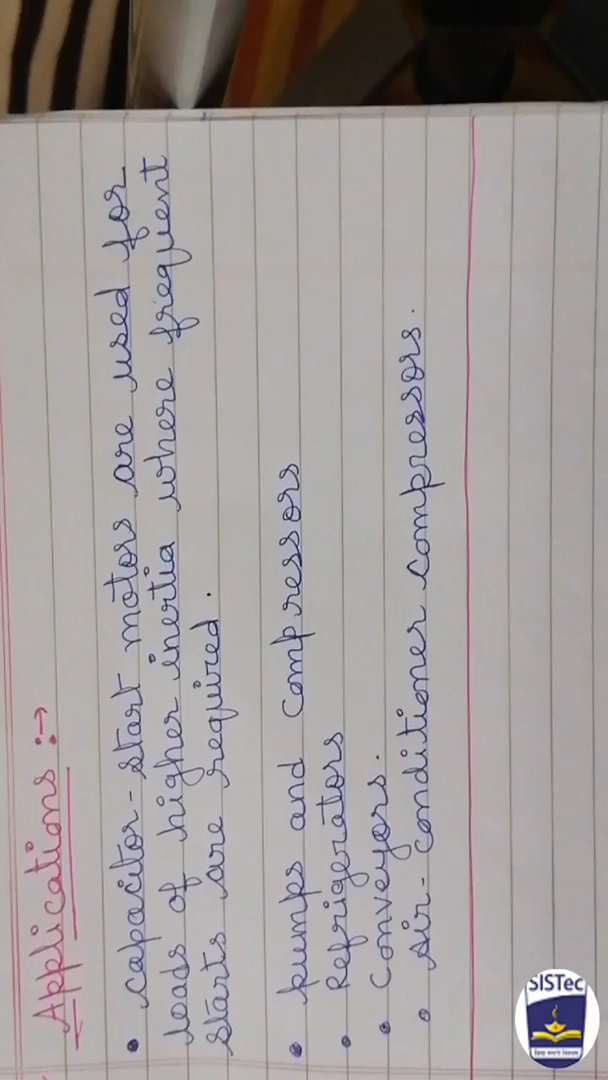 Applications :→
• Capacitor-start motors are used for
loads of higher inertia where frequent
starts are required.
• pumps and compressors
• Refrigerators
• Conveyors.
• Air-conditioner compressors.
SISTec